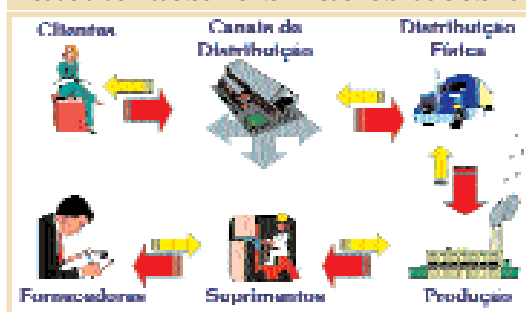 Clientes
Canais de
Distribuição
Distribuição
Física
Fornecedores
Suprimentos
Produção